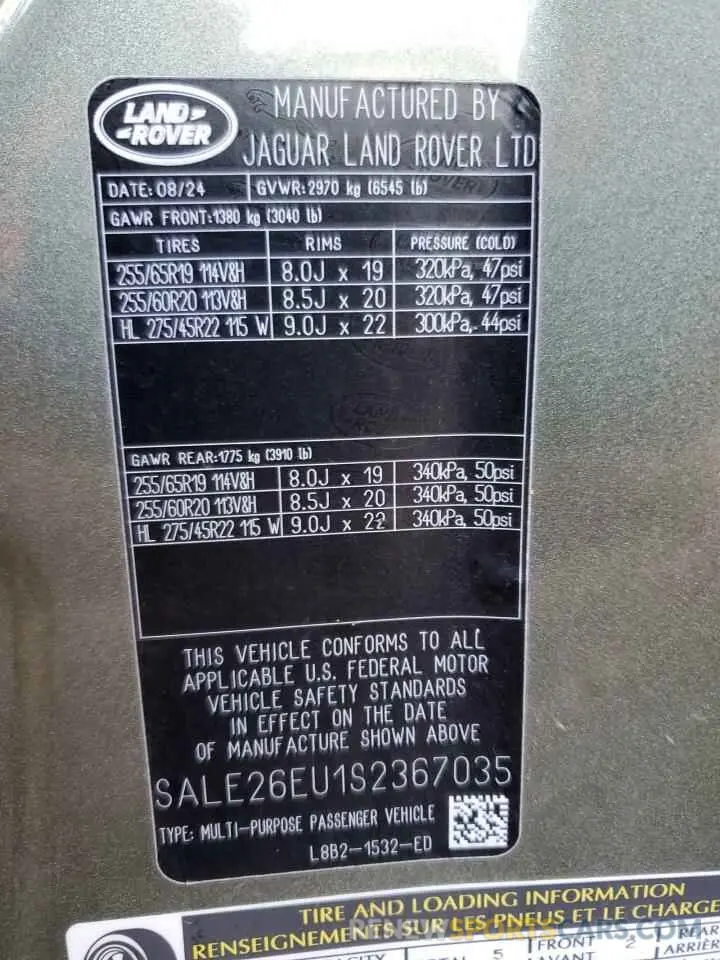 LAND ROVER
MANUFACTURED BY
JAGUAR LAND ROVER LTD
DATE: 08/24 GVWR: 2970 kg (6545 lb)
GAWR FRONT: 1380 kg (3040 lb)
TIRES RIMS PRESSURE (COLD)
255/65R19 114V&H 8.0J x 19 320kPa, 47psi
255/60R20 113V&H 8.5J x 20 320kPa, 47psi
HL 275/45R22 115 W 9.0J x 22 300kPa, 44psi
GAWR REAR: 1775 kg (3910 lb)
255/65R19 114V&H 8.0J x 19 340kPa, 50psi
255/60R20 113V&H 8.5J x 20 340kPa, 50psi
HL 275/45R22 115 W 9.0J x 22 340kPa, 50psi
THIS VEHICLE CONFORMS TO ALL
APPLICABLE U.S. FEDERAL MOTOR
VEHICLE SAFETY STANDARDS
IN EFFECT ON THE DATE
OF MANUFACTURE SHOWN ABOVE
SALE26EU1S2367035
TYPE: MULTI-PURPOSE PASSENGER VEHICLE
L8B2-1532-ED
TIRE AND LOADING INFORMATION
RENSEIGNEMENTS SUR LES PNEUS ET LE CHARGE
5 FRONT 2